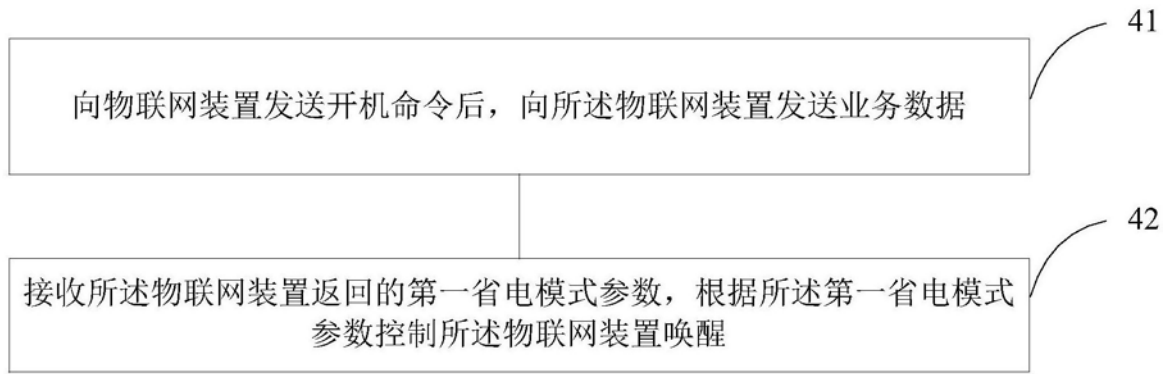 41
向物联网装置发送开机命令后，向所述物联网装置发送业务数据
42
接收所述物联网装置返回的第一省电模式参数，根据所述第一省电模式
参数控制所述物联网装置唤醒